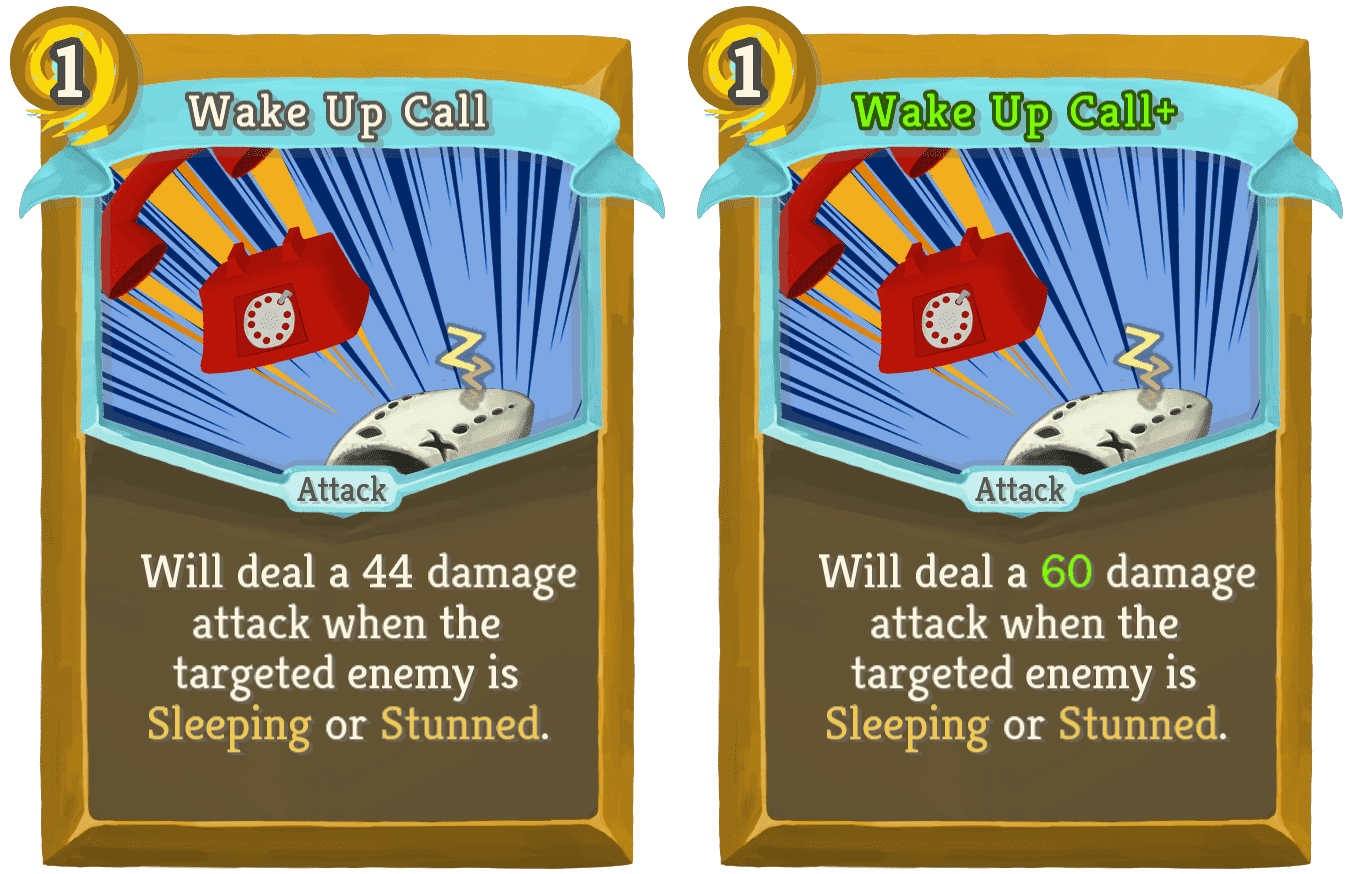 1
Wake Up Call
Attack
Will deal a 44 damage
attack when the
targeted enemy is
Sleeping or Stunned.
1
Wake Up Call+
Attack
Will deal a 60 damage
attack when the
targeted enemy is
Sleeping or Stunned.